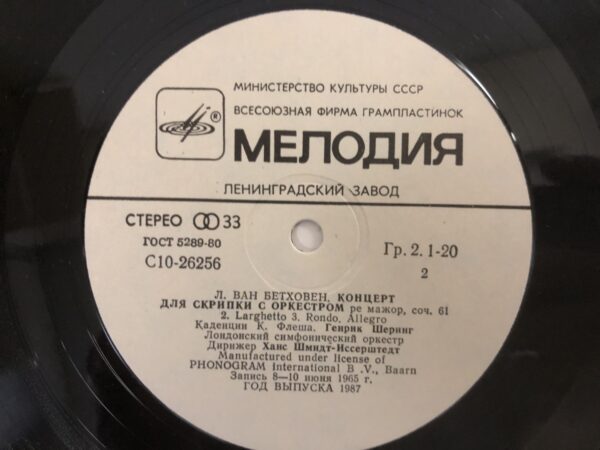 МИНИСТЕРСТВО КУЛЬТУРЫ СССР
ВСЕСОЮЗНАЯ ФИРМА ГРАМПЛАСТИНОК
®
МЕЛОДИЯ
ЛЕНИНГРАДСКИЙ ЗАВОД
СТЕРЕО 33
ГОСТ 5289-80
С10-26256
Гр. 2. 1-20
2
Л. ВАН БЕТХОВЕН. КОНЦЕРТ
ДЛЯ СКРИПКИ С ОРКЕСТРОМ ре мажор, соч. 61
2. Larghetto 3. Rondo, Allegro
Каденции К. Флеша. Генрик Шеринг
Лондонский симфонический оркестр
Дирижер Ханс Шмидт-Иссерштедт
Manufactured under license of
PHONOGRAM International B .V., Baarn
Запись 8—10 июня 1965 г.
ГОД ВЫПУСКА 1987